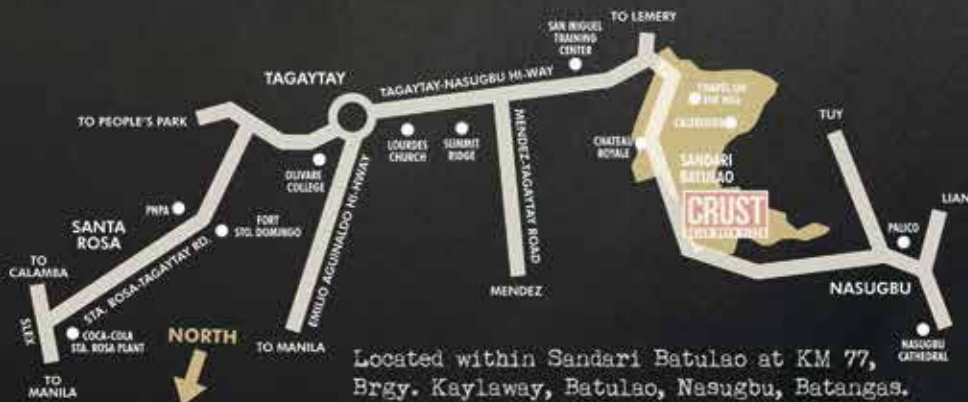 TO LEMERY
SAN MIGUEL
TRAINING
CENTER
TAGAYTAY
TAGAYTAY-NASUGBU HI-WAY
CHAPEL ON
THE HILL
TO PEOPLE'S PARK
CALERUEGA
TUY
LOURDES
CHURCH
SUMMIT
RIDGE
MENDEZ-TAGAYTAY ROAD
CHATEAU
ROYALE
OLIVARE
COLLEGE
SANDARI
BATULAO
EMILIO AGUINALDO HI-HWAY
CRUST
LIAN
PNPA
SANTA
ROSA
FORT
STO. DOMINGO
PALICO
TO
CALAMBA
STA. ROSA-TAGAYTAY RD.
MENDEZ
NASUGBU
SLEX
COCA-COLA
STA. ROSA PLANT
NORTH
TO MANILA
NASUGBU
CATHEDRAL
TO
MANILA
Located within Sandari Batulao at KM 77,
Brgy. Kaylaway, Batulao, Nasugbu, Batangas.